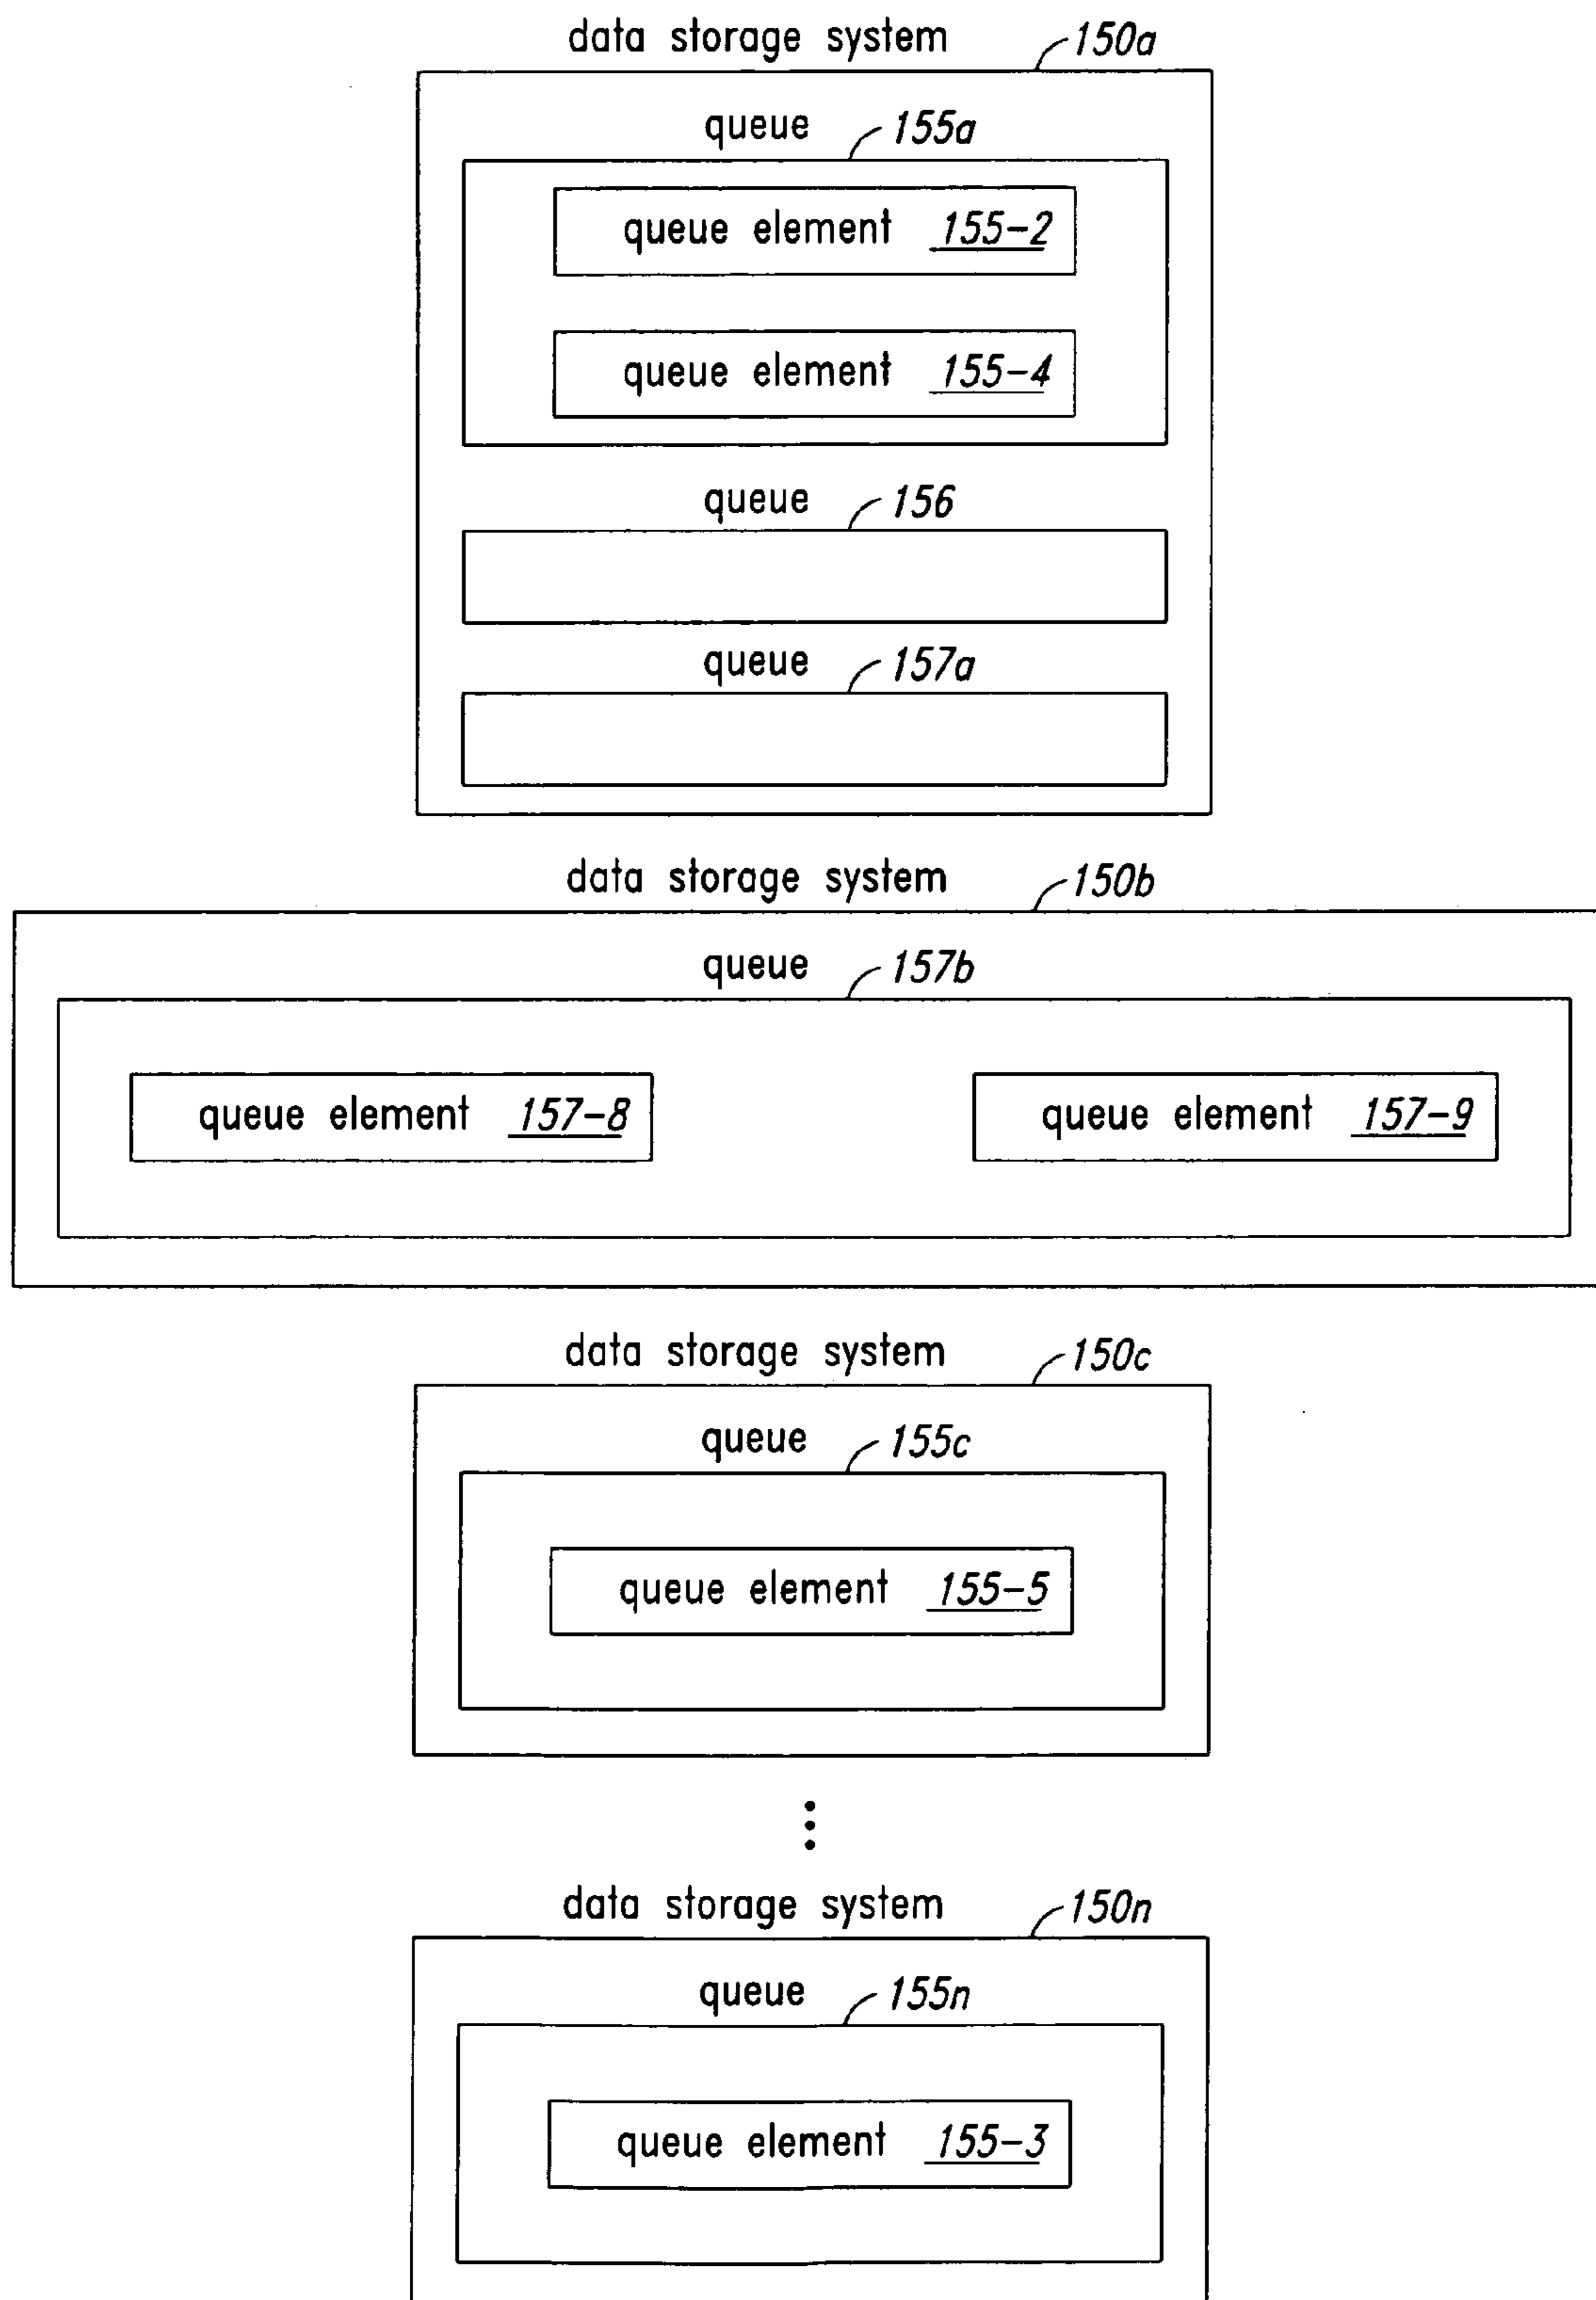 data storage system 150a
queue 155a
queue element 155-2
queue element 155-4
queue 156
queue 157a
data storage system 150b
queue 157b
queue element 157-8 queue element 157-9
data storage system 150c
queue 155c
queue element 155-5
data storage system 150n
queue 155n
queue element 155-3